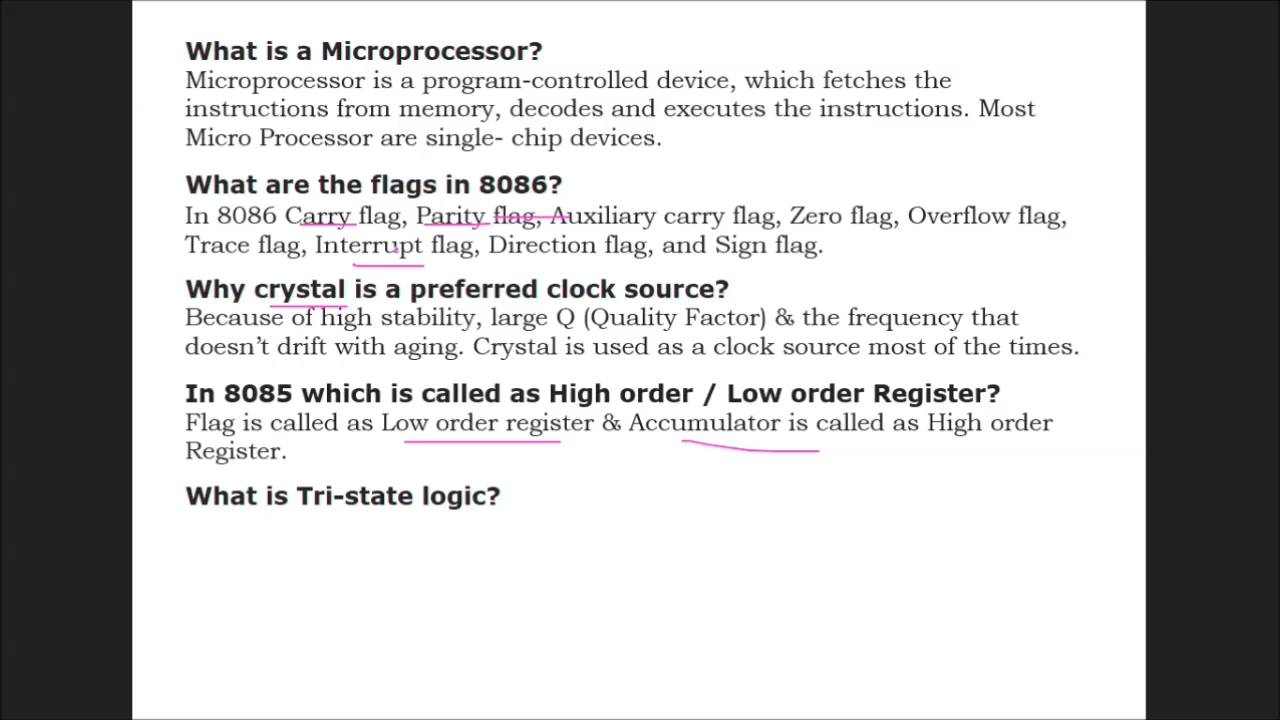 What is a Microprocessor?
Microprocessor is a program-controlled device, which fetches the
instructions from memory, decodes and executes the instructions. Most
Micro Processor are single- chip devices.
What are the flags in 8086?
In 8086 Carry flag, Parity flag, Auxiliary carry flag, Zero flag, Overflow flag,
Trace flag, Interrupt flag, Direction flag, and Sign flag.
Why crystal is a preferred clock source?
Because of high stability, large Q (Quality Factor) & the frequency that
doesn’t drift with aging. Crystal is used as a clock source most of the times.
In 8085 which is called as High order / Low order Register?
Flag is called as Low order register & Accumulator is called as High order
Register.
What is Tri-state logic?